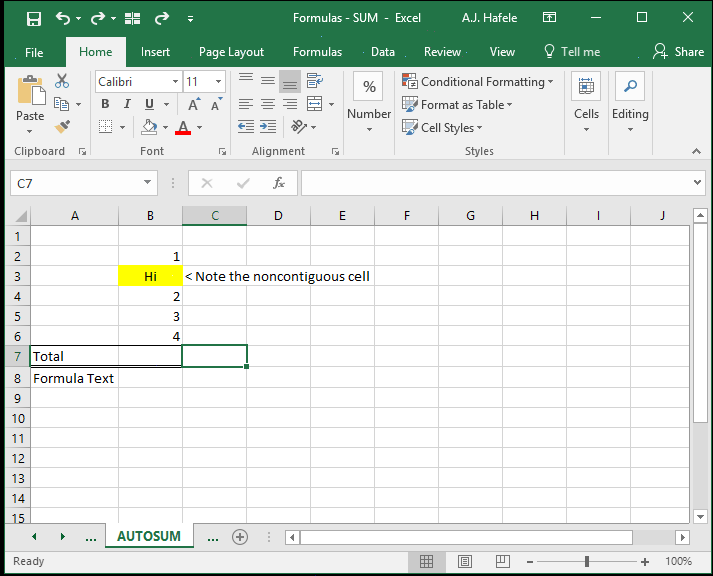 Formulas - SUM - Excel A.J. Hafele
File Home Insert Page Layout Formulas Data Review View Tell me Share
Calibri 11 % Conditional Formatting
B I U A A Format as Table
Paste A Number Cell Styles Cells Editing
Clipboard Font Alignment Styles
C7 fx
A B C D E F G H I J
1
2 1
3 Hi < Note the noncontiguous cell
4 2
5 3
6 4
7 Total
8 Formula Text
9
10
11
12
13
14
15
... AUTOSUM ...
Ready 100%